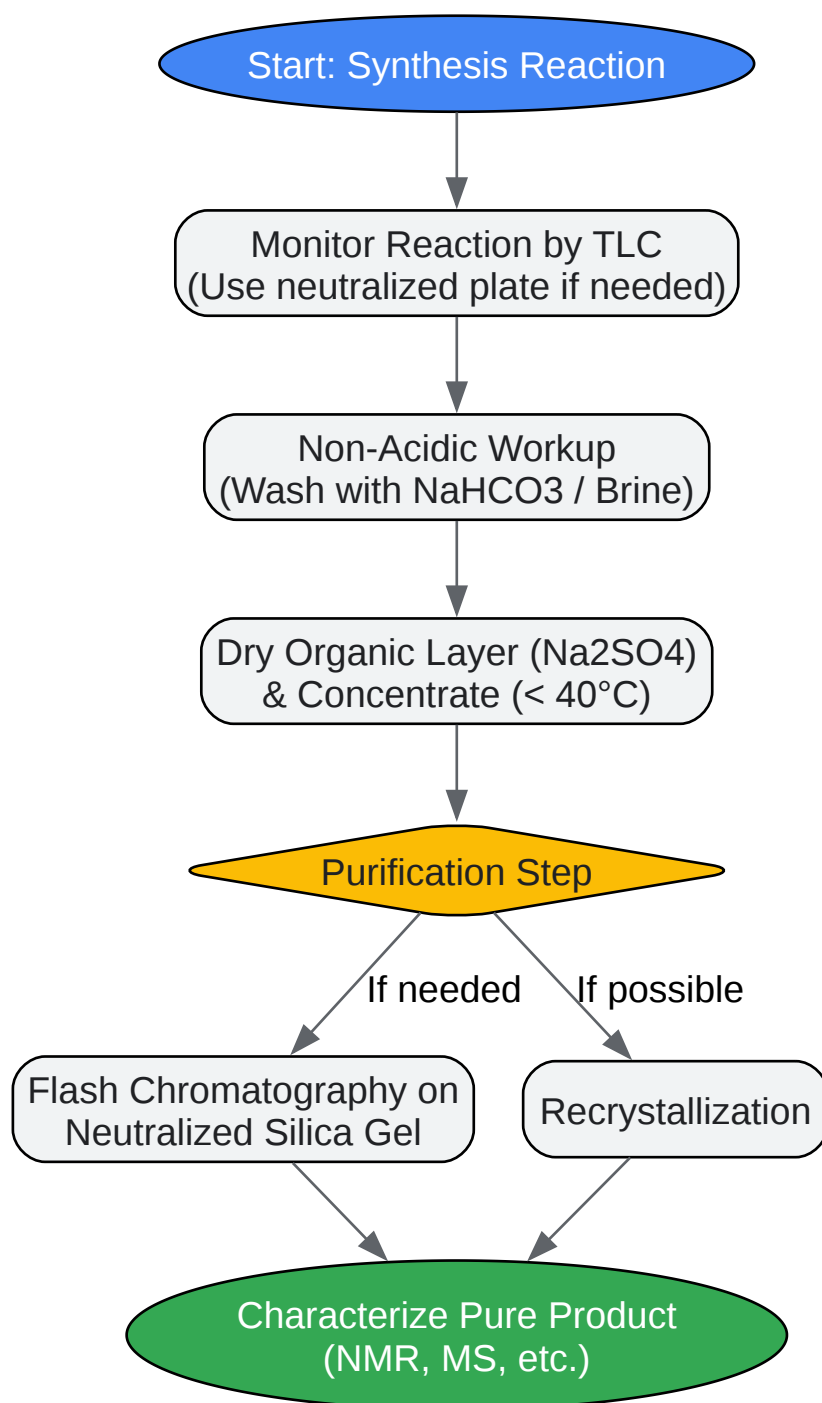 Start: Synthesis Reaction
Monitor Reaction by TLC
(Use neutralized plate if needed)
Non-Acidic Workup
(Wash with NaHCO3 / Brine)
Dry Organic Layer (Na2SO4)
& Concentrate (< 40°C)
Purification Step
If needed
If possible
Flash Chromatography on
Neutralized Silica Gel
Recrystallization
Characterize Pure Product
(NMR, MS, etc.)